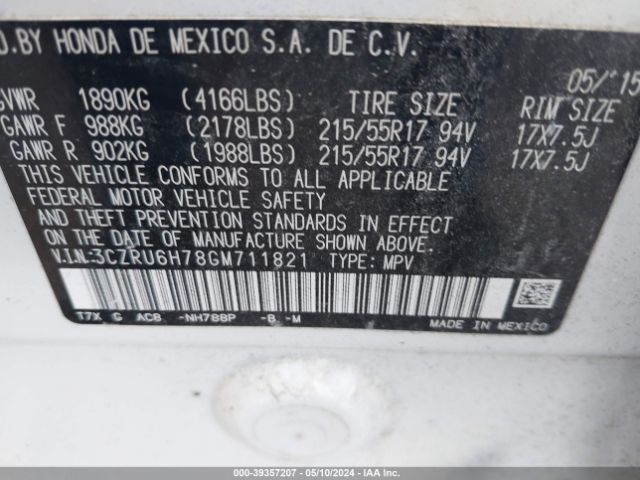 D.BY HONDA DE MEXICO S.A. DE C.V.
05/ 15
GVWR 1890KG (4166LBS) TIRE SIZE RIM SIZE
GAWR F 988KG (2178LBS) 215/55R17 94V 17X7.5J
GAWR R 902KG (1988LBS) 215/55R17 94V 17X7.5J
THIS VEHICLE CONFORMS TO ALL APPLICABLE
FEDERAL MOTOR VEHICLE SAFETY
AND THEFT PREVENTION STANDARDS IN EFFECT
ON THE DATE OF MANUFACTURE SHOWN ABOVE
V.I.N:3CZRU6H78GM711821 TYPE: MPV
T7X G AC8 -NH788P -B -M MADE IN MEXICO
000-39357207 - 05/10/2024 - IAA Inc.